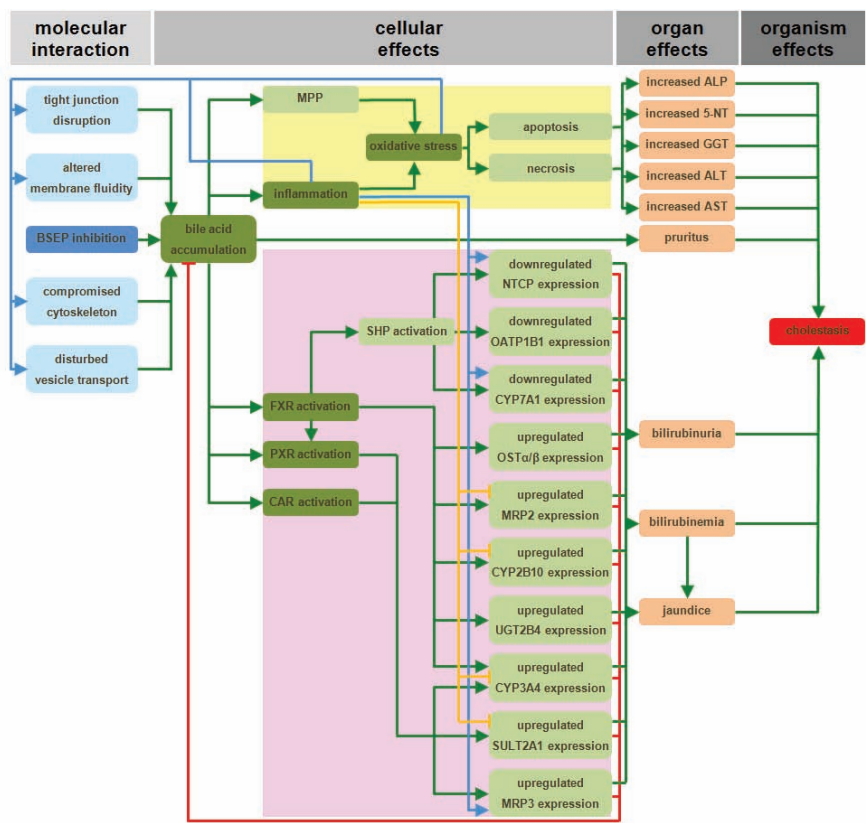 molecular
interaction
cellular
effects
organ
effects
organism
effects
tight junction
disruption
altered
membrane fluidity
BSEP inhibition
compromised
cytoskeleton
disturbed
vesicle transport
bile acid
accumulation
MPP
oxidative stress
inflammation
apoptosis
necrosis
SHP activation
FXR activation
PXR activation
CAR activation
downregulated
NTCP expression
downregulated
OATP1B1 expression
downregulated
CYP7A1 expression
upregulated
OSTα/β expression
upregulated
MRP2 expression
upregulated
CYP2B10 expression
upregulated
UGT2B4 expression
upregulated
CYP3A4 expression
upregulated
SULT2A1 expression
upregulated
MRP3 expression
increased ALP
increased 5-NT
increased GGT
increased ALT
increased AST
pruritus
bilirubinuria
bilirubinemia
jaundice
cholestasis